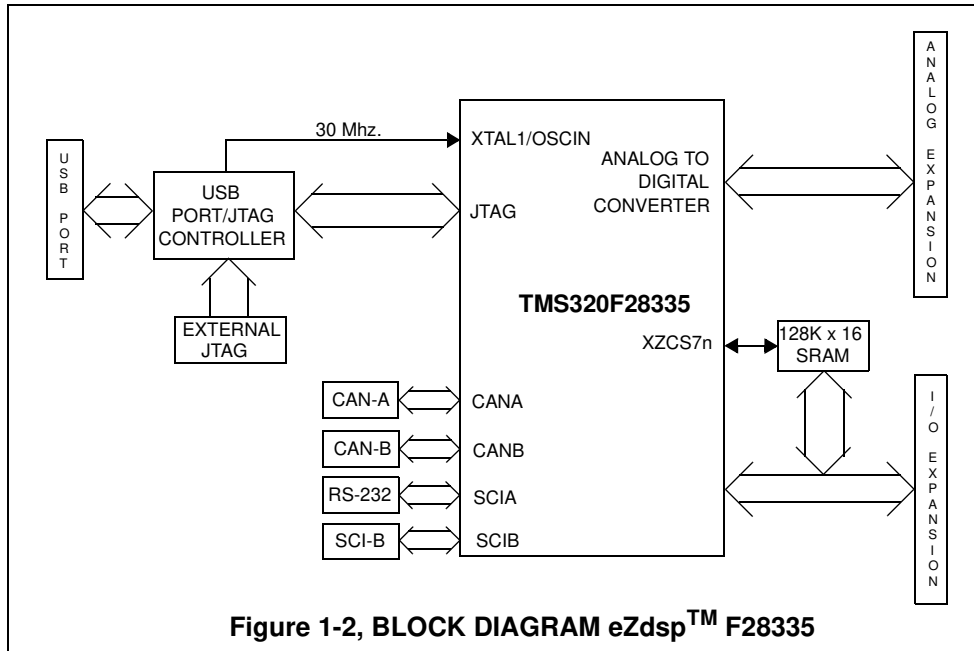 30 Mhz.
USB PORT
USB
PORT/JTAG
CONTROLLER
EXTERNAL
JTAG
XTAL1/OSCIN
JTAG
ANALOG TO
DIGITAL
CONVERTER
TMS320F28335
XZCS7n
128K x 16
SRAM
ANALOG EXPANSION
I/O EXPANSION
CAN-A
CANA
CAN-B
CANB
RS-232
SCIA
SCI-B
SCIB
Figure 1-2, BLOCK DIAGRAM eZdsp™ F28335